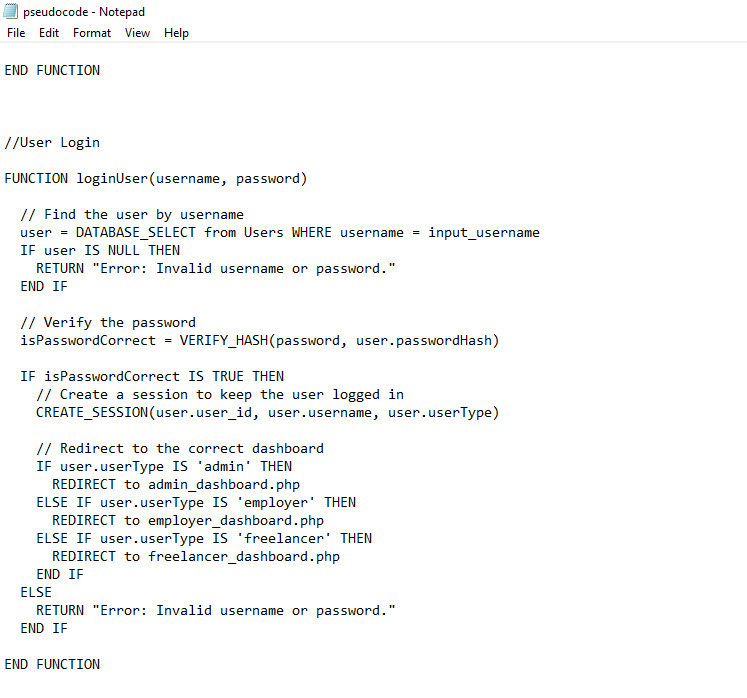 pseudocode - Notepad
File Edit Format View Help
END FUNCTION
//User Login
FUNCTION loginUser(username, password)
// Find the user by username
user = DATABASE_SELECT from Users WHERE username = input_username
IF user IS NULL THEN
RETURN "Error: Invalid username or password."
END IF
// Verify the password
isPasswordCorrect = VERIFY_HASH(password, user.passwordHash)
IF isPasswordCorrect IS TRUE THEN
// Create a session to keep the user logged in
CREATE_SESSION(user.user_id, user.username, user.userType)
// Redirect to the correct dashboard
IF user.userType IS 'admin' THEN
REDIRECT to admin_dashboard.php
ELSE IF user.userType IS 'employer' THEN
REDIRECT to employer_dashboard.php
ELSE IF user.userType IS 'freelancer' THEN
REDIRECT to freelancer_dashboard.php
END IF
ELSE
RETURN "Error: Invalid username or password."
END IF
END FUNCTION